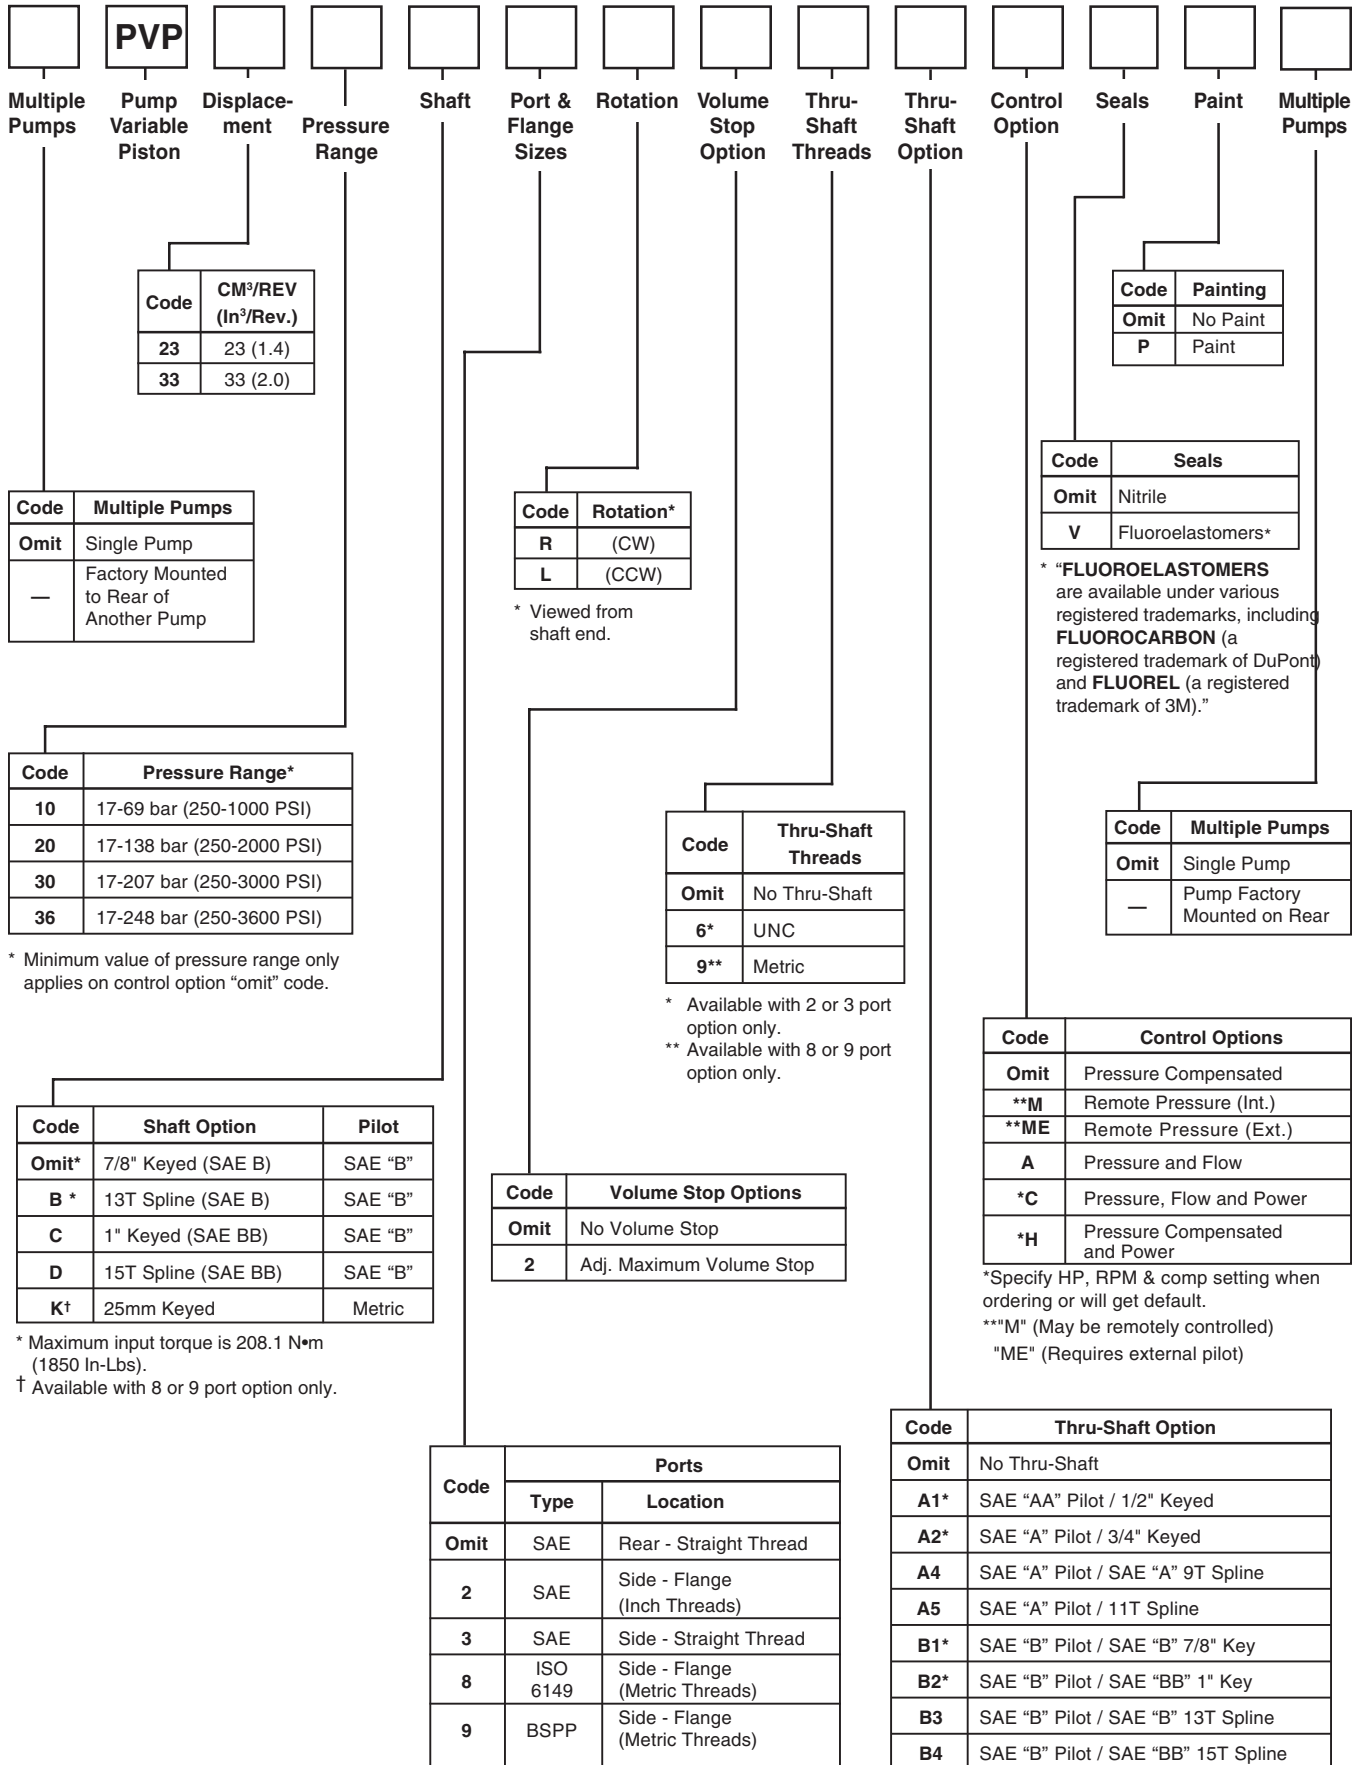 PVP
Multiple Pumps
Pump Variable Piston
Displace-ment
Pressure Range
Shaft
Port & Flange Sizes
Rotation
Volume Stop Option
Thru-Shaft Threads
Thru-Shaft Option
Control Option
Seals
Paint
Multiple Pumps
Code CM³/REV (In³/Rev.)
23 23 (1.4)
33 33 (2.0)
Code Painting
Omit No Paint
P Paint
Code Seals
Omit Nitrile
V Fluoroelastomers*
* “FLUOROELASTOMERS
are available under various
registered trademarks, including
FLUOROCARBON (a
registered trademark of DuPont)
and FLUOREL (a registered
trademark of 3M).”
Code Multiple Pumps
Omit Single Pump
— Factory Mounted
to Rear of
Another Pump
Code Rotation*
R (CW)
L (CCW)
* Viewed from
shaft end.
Code Pressure Range*
10 17-69 bar (250-1000 PSI)
20 17-138 bar (250-2000 PSI)
30 17-207 bar (250-3000 PSI)
36 17-248 bar (250-3600 PSI)
* Minimum value of pressure range only
applies on control option “omit” code.
Code Thru-Shaft Threads
Omit No Thru-Shaft
6* UNC
9** Metric
* Available with 2 or 3 port
option only.
** Available with 8 or 9 port
option only.
Code Multiple Pumps
Omit Single Pump
— Pump Factory
Mounted on Rear
Code Control Options
Omit Pressure Compensated
**M Remote Pressure (Int.)
**ME Remote Pressure (Ext.)
A Pressure and Flow
*C Pressure, Flow and Power
*H Pressure Compensated
and Power
*Specify HP, RPM & comp setting when
ordering or will get default.
**"M" (May be remotely controlled)
"ME" (Requires external pilot)
Code Shaft Option Pilot
Omit* 7/8" Keyed (SAE B) SAE “B”
B * 13T Spline (SAE B) SAE “B”
C 1" Keyed (SAE BB) SAE “B”
D 15T Spline (SAE BB) SAE “B”
K† 25mm Keyed Metric
* Maximum input torque is 208.1 N•m
(1850 In-Lbs).
† Available with 8 or 9 port option only.
Code Volume Stop Options
Omit No Volume Stop
2 Adj. Maximum Volume Stop
Code Ports
Type Location
Omit SAE Rear - Straight Thread
2 SAE Side - Flange
(Inch Threads)
3 SAE Side - Straight Thread
8 ISO 6149 Side - Flange
(Metric Threads)
9 BSPP Side - Flange
(Metric Threads)
Code Thru-Shaft Option
Omit No Thru-Shaft
A1* SAE “AA” Pilot / 1/2" Keyed
A2* SAE “A” Pilot / 3/4" Keyed
A4 SAE “A” Pilot / SAE “A” 9T Spline
A5 SAE “A” Pilot / 11T Spline
B1* SAE “B” Pilot / SAE “B” 7/8" Key
B2* SAE “B” Pilot / SAE “BB” 1" Key
B3 SAE “B” Pilot / SAE “B” 13T Spline
B4 SAE “B” Pilot / SAE “BB” 15T Spline